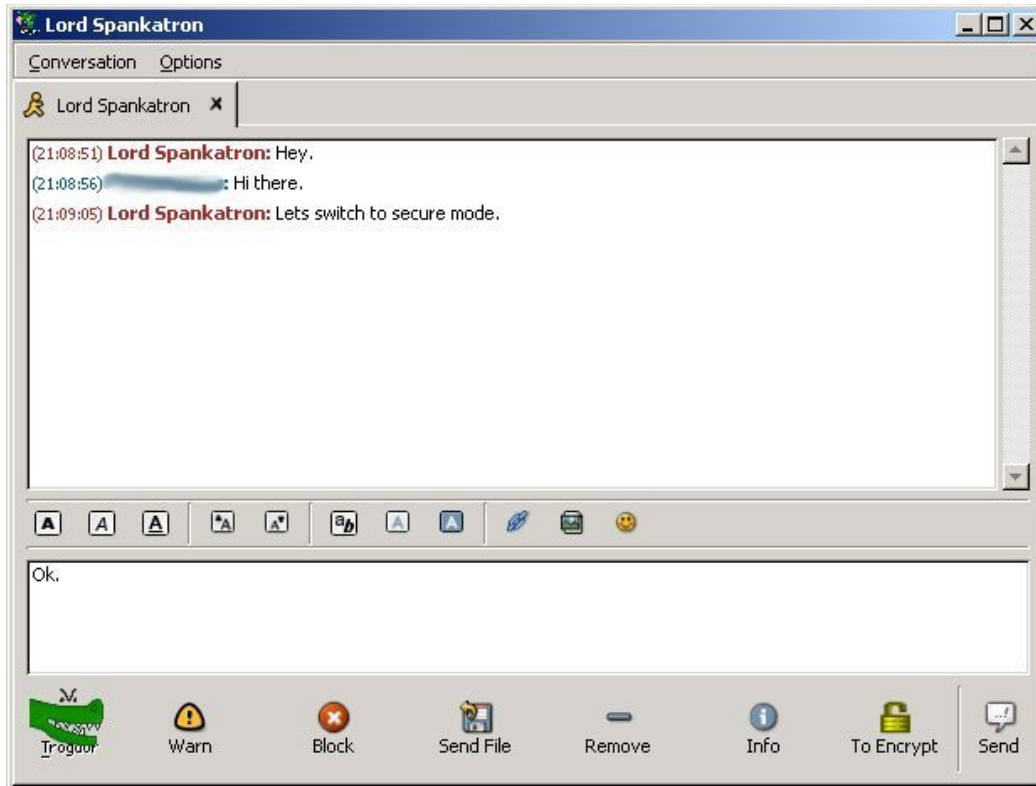 Lord Spankatron
Conversation Options
Lord Spankatron
(21:08:51) Lord Spankatron: Hey.
(21:08:56) : Hi there.
(21:09:05) Lord Spankatron: Lets switch to secure mode.
A A A A A ab A A
Ok.
Trogdor Warn Block Send File Remove Info To Encrypt Send